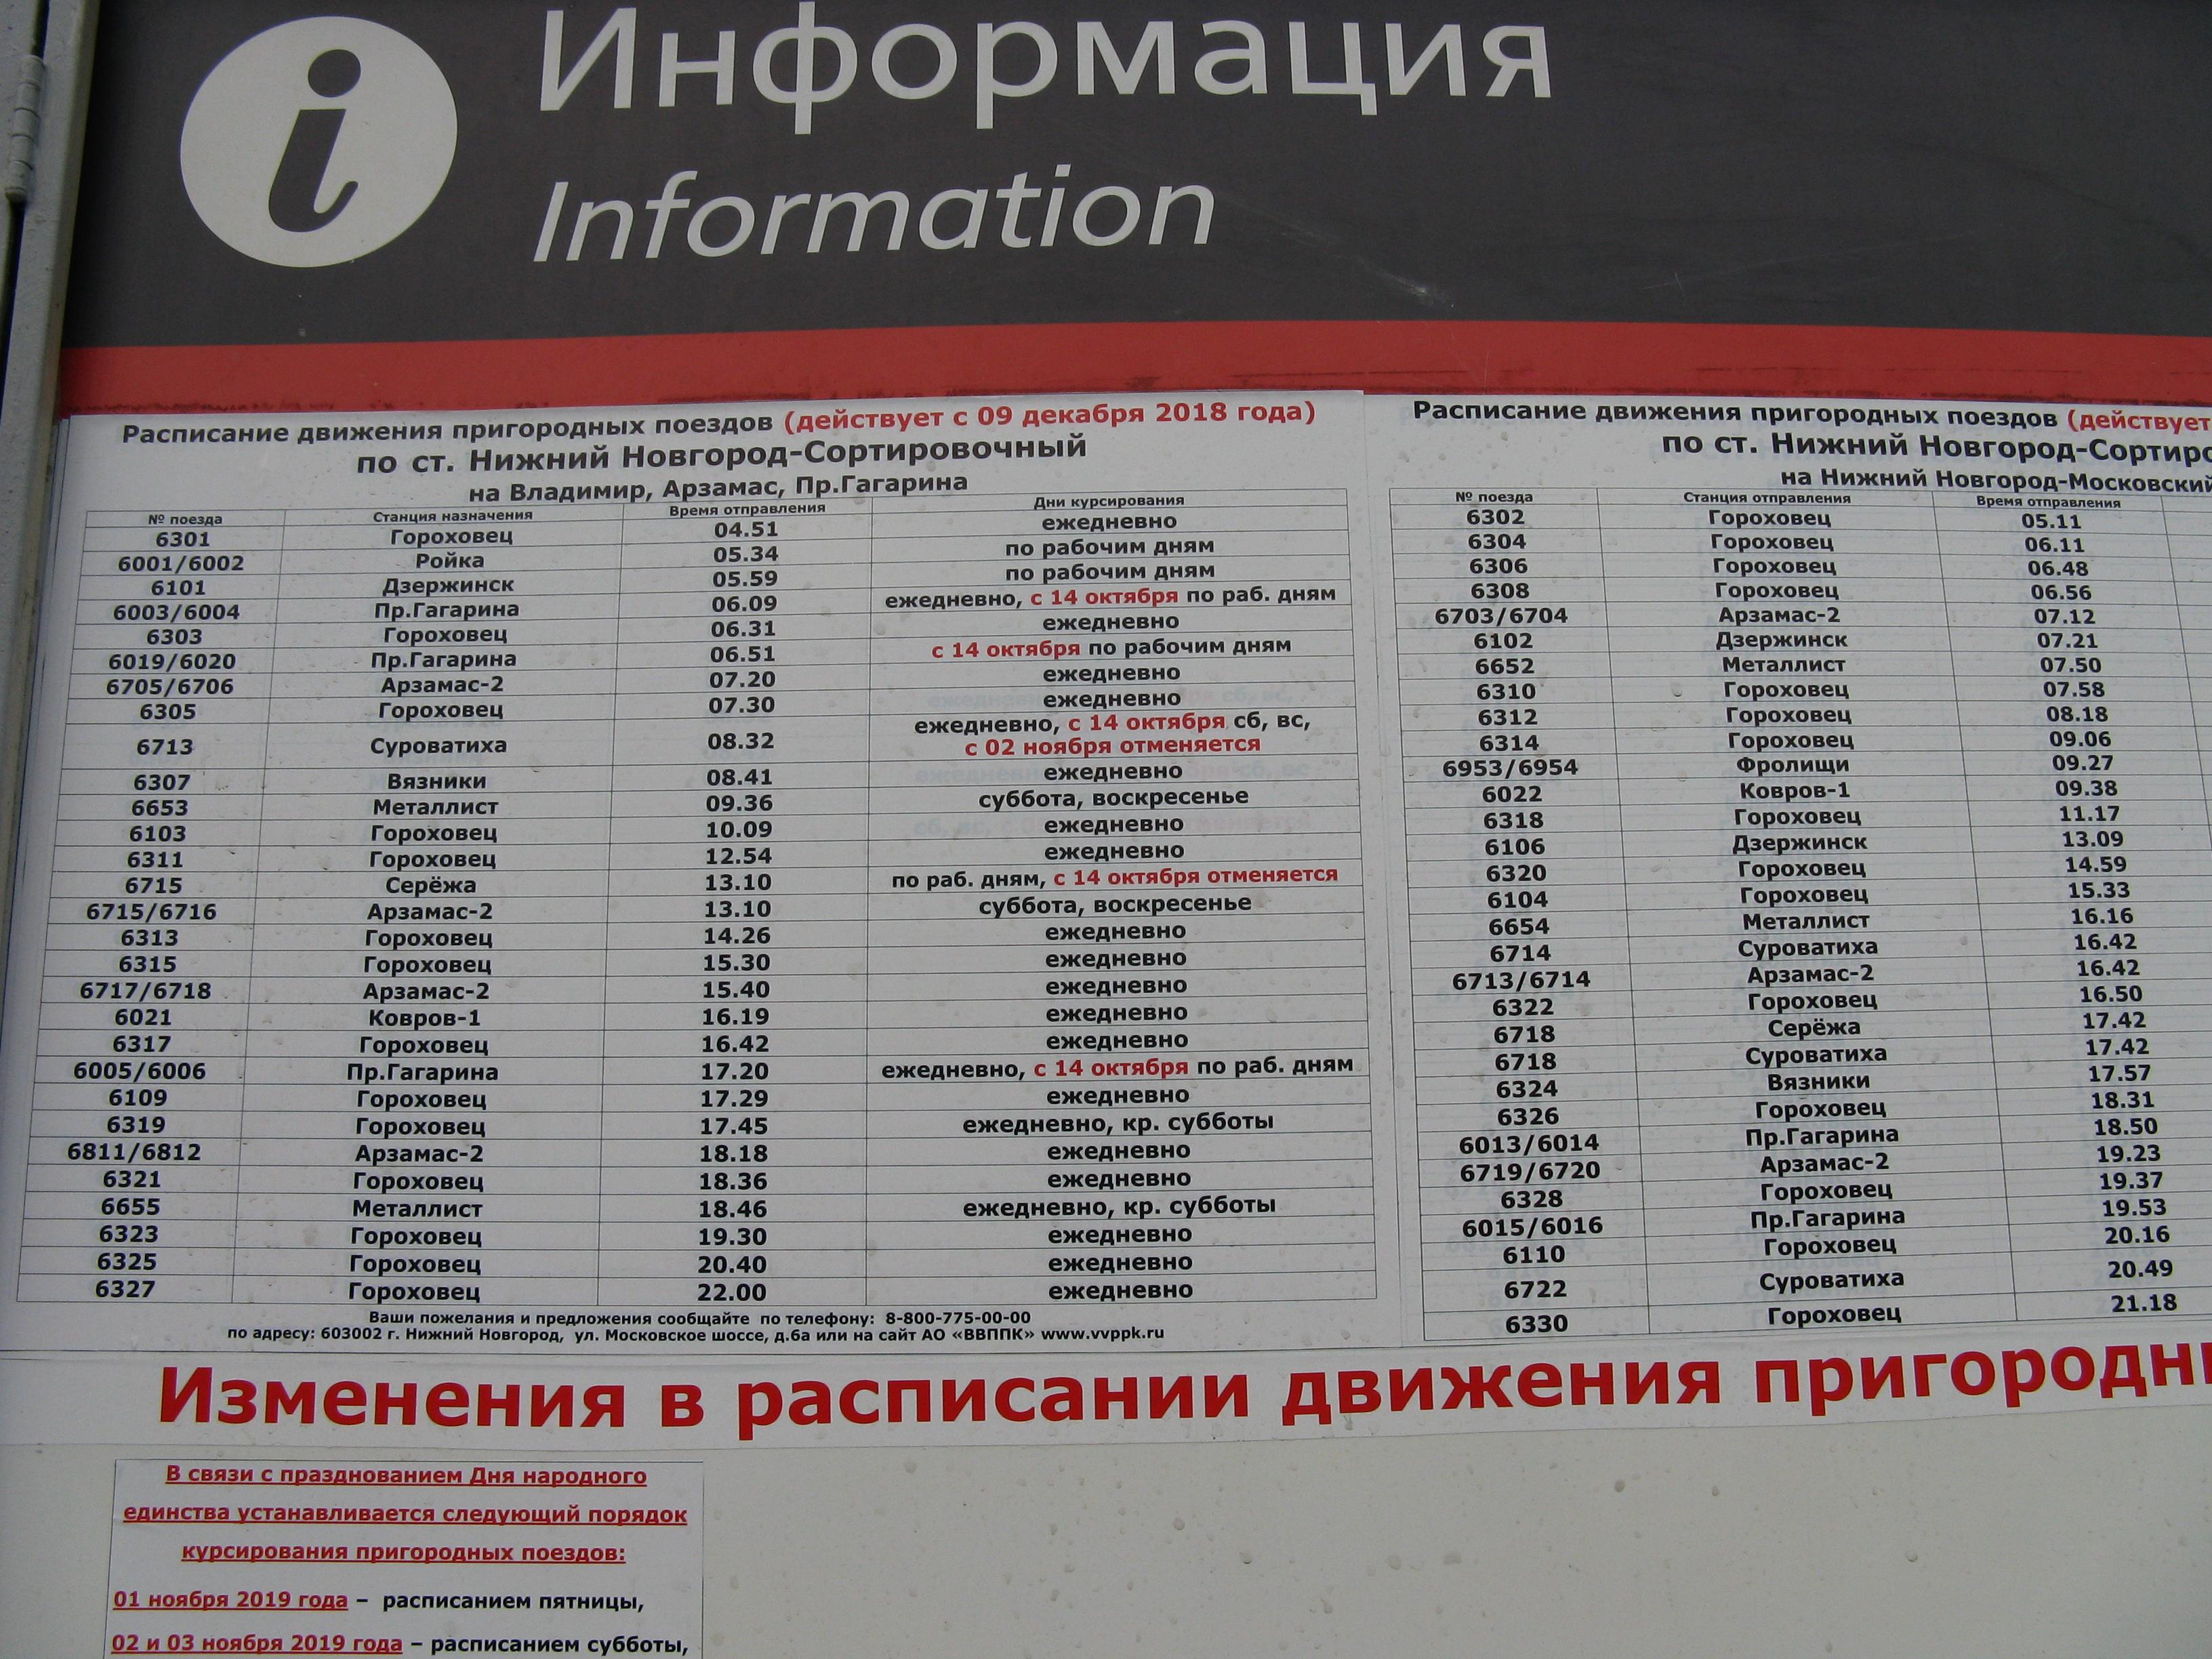 Информация
Information
Расписание движения пригородных поездов (действует с 09 декабря 2018 года)
по ст. Нижний Новгород-Сортировочный
на Владимир, Арзамас, Пр.Гагарина
№ поезда Станция назначения Время отправления Дни курсирования
6301 Гороховец 04.51 ежедневно
6001/6002 Ройка 05.34 по рабочим дням
6101 Дзержинск 05.59 по рабочим дням
6003/6004 Пр.Гагарина 06.09 ежедневно, с 14 октября по раб. дням
6303 Гороховец 06.31 ежедневно
6019/6020 Пр.Гагарина 06.51 с 14 октября по рабочим дням
6705/6706 Арзамас-2 07.20 ежедневно
6305 Гороховец 07.30 ежедневно
6713 Суроватиха 08.32 ежедневно, с 14 октября сб, вс,
с 02 ноября отменяется
6307 Вязники 08.41 ежедневно
6653 Металлист 09.36 суббота, воскресенье
6103 Гороховец 10.09 ежедневно
6311 Гороховец 12.54 ежедневно
6715 Серёжа 13.10 по раб. дням, с 14 октября отменяется
6715/6716 Арзамас-2 13.10 суббота, воскресенье
6313 Гороховец 14.26 ежедневно
6315 Гороховец 15.30 ежедневно
6717/6718 Арзамас-2 15.40 ежедневно
6021 Ковров-1 16.19 ежедневно
6317 Гороховец 16.42 ежедневно
6005/6006 Пр.Гагарина 17.20 ежедневно, с 14 октября по раб. дням
6109 Гороховец 17.29 ежедневно
6319 Гороховец 17.45 ежедневно, кр. субботы
6811/6812 Арзамас-2 18.18 ежедневно
6321 Гороховец 18.36 ежедневно
6655 Металлист 18.46 ежедневно, кр. субботы
6323 Гороховец 19.30 ежедневно
6325 Гороховец 20.40 ежедневно
6327 Гороховец 22.00 ежедневно
Ваши пожелания и предложения сообщайте по телефону: 8-800-775-00-00
по адресу: 603002 г. Нижний Новгород, ул. Московское шоссе, д.6а или на сайт АО «ВВППК» www.vvppk.ru
Расписание движения пригородных поездов (действует
по ст. Нижний Новгород-Сортиро
на Нижний Новгород-Московский
№ поезда Станция отправления Время отправления
6302 Гороховец 05.11
6304 Гороховец 06.11
6306 Гороховец 06.48
6308 Гороховец 06.56
6703/6704 Арзамас-2 07.12
6102 Дзержинск 07.21
6652 Металлист 07.50
6310 Гороховец 07.58
6312 Гороховец 08.18
6314 Гороховец 09.06
6953/6954 Фролищи 09.27
6022 Ковров-1 09.38
6318 Гороховец 11.17
6106 Дзержинск 13.09
6320 Гороховец 14.59
6104 Гороховец 15.33
6654 Металлист 16.16
6714 Суроватиха 16.42
6713/6714 Арзамас-2 16.42
6322 Гороховец 16.50
6718 Серёжа 17.42
6718 Суроватиха 17.42
6324 Вязники 17.57
6326 Гороховец 18.31
6013/6014 Пр.Гагарина 18.50
6719/6720 Арзамас-2 19.23
6328 Гороховец 19.37
6015/6016 Пр.Гагарина 19.53
6110 Гороховец 20.16
6722 Суроватиха 20.49
6330 Гороховец 21.18
Изменения в расписании движения пригородн
В связи с празднованием Дня народного
единства устанавливается следующий порядок
курсирования пригородных поездов:
01 ноября 2019 года – расписанием пятницы,
02 и 03 ноября 2019 года – расписанием субботы,